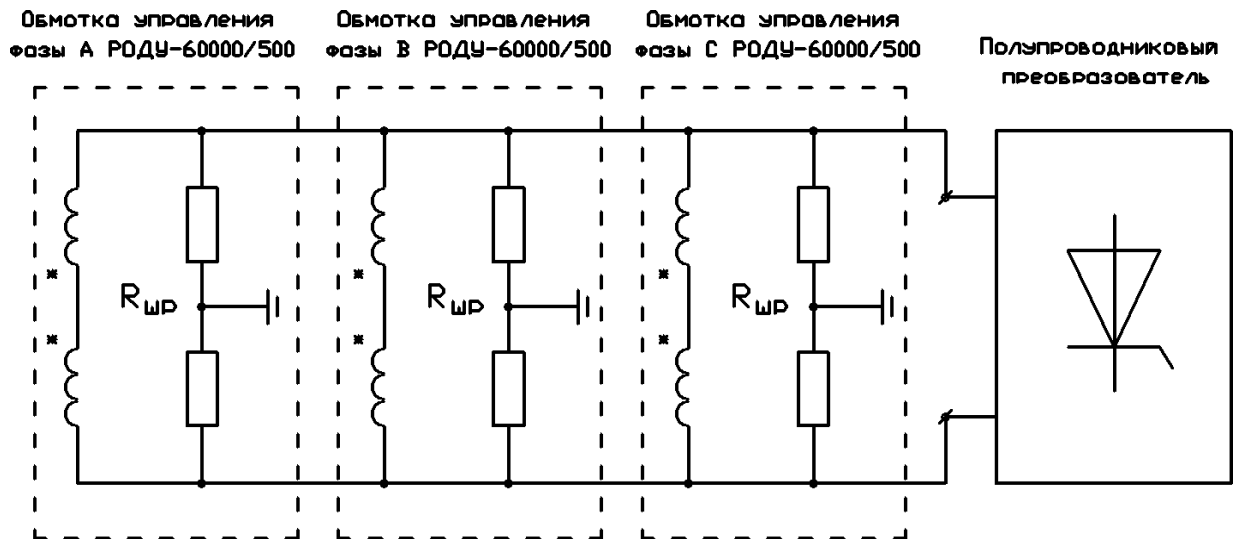 Обмотка управления
фазы А РОДУ-60000/500
Обмотка управления
фазы В РОДУ-60000/500
Обмотка управления
фазы С РОДУ-60000/500
Полупроводниковый
преобразователь
*
*
*
Rшр
Rшр
Rшр
*
*
*